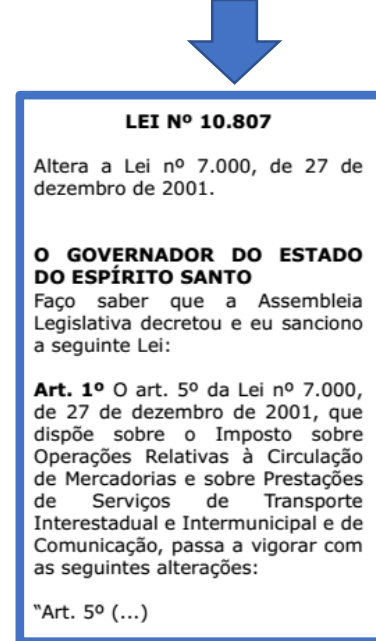 LEI Nº 10.807
Altera a Lei nº 7.000, de 27 de
dezembro de 2001.
O GOVERNADOR DO ESTADO
DO ESPÍRITO SANTO
Faço saber que a Assembleia
Legislativa decretou e eu sanciono
a seguinte Lei:
Art. 1º O art. 5º da Lei nº 7.000,
de 27 de dezembro de 2001, que
dispõe sobre o Imposto sobre
Operações Relativas à Circulação
de Mercadorias e sobre Prestações
de Serviços de Transporte
Interestadual e Intermunicipal e de
Comunicação, passa a vigorar com
as seguintes alterações:
"Art. 5º (...)